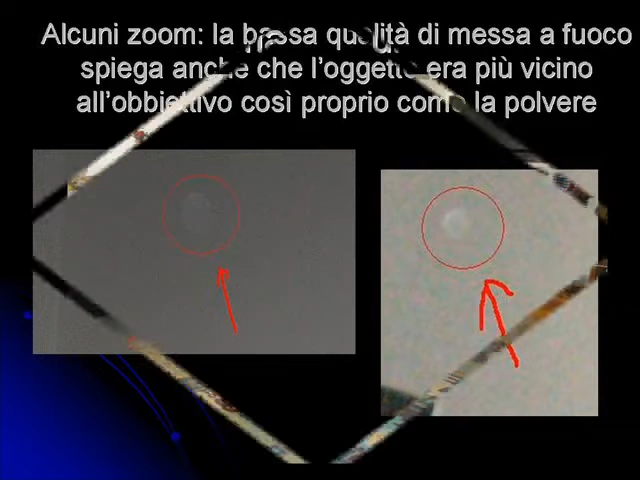 Alcuni zoom: la bassa qualità di messa a fuoco
spiega anche che l'oggetto era più vicino
all'obbiettivo così proprio come la polvere